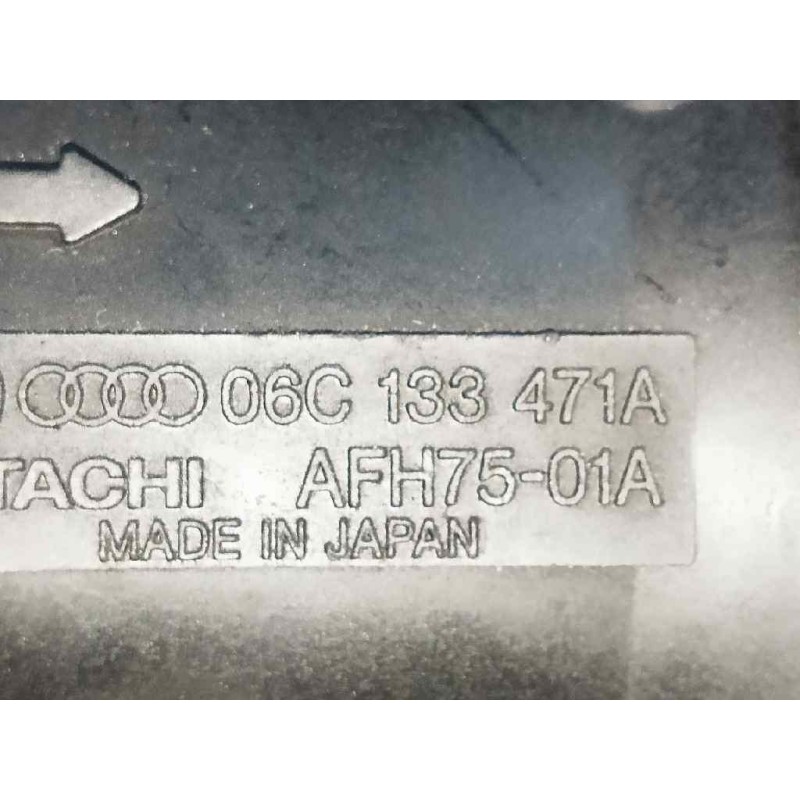 06C 133 471A
TACHI AFH75-01A
MADE IN JAPAN